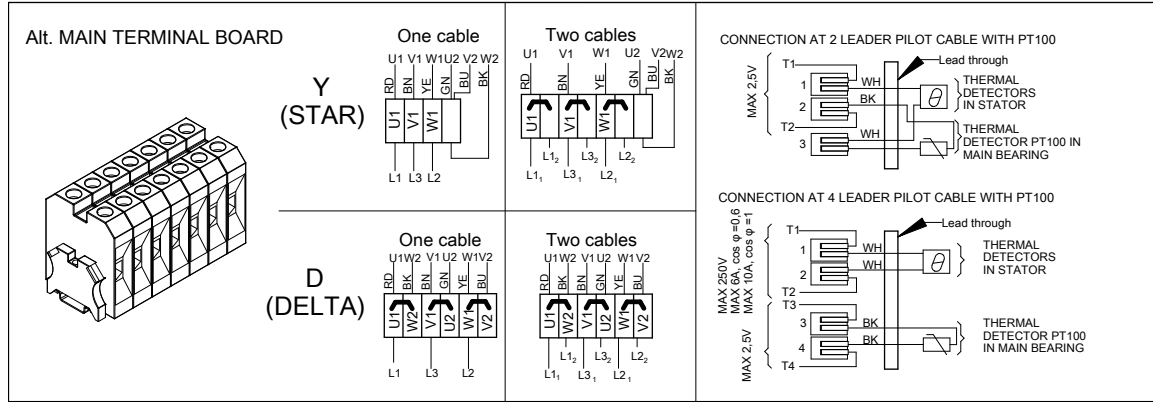 Alt. MAIN TERMINAL BOARD
Y
(STAR)
One cable
U1 V1 W1 U2 V2 W2
RD BN YE GN BU BK
U1 V1 W1
L1 L3 L2
Two cables
U1 V1 W1 U2 V2 W2
RD BN YE GN BU BK
U1 V1 W1
L1₂ L3₂ L2₂
L1₁ L3₁ L2₁
D
(DELTA)
One cable
U1 W2 V1 U2 W1 V2
RD BK BN GN YE BU
U1 W2 V1 U2 W1 V2
L1 L3 L2
Two cables
U1 W2 V1 U2 W1 V2
RD BK BN GN YE BU
U1 W2 V1 U2 W1 V2
L1₂ L3₂ L2₂
L1₁ L3₁ L2₁
CONNECTION AT 2 LEADER PILOT CABLE WITH PT100
Lead through
MAX 2,5V
T1
1
WH
2
BK
T2
3
WH
θ
THERMAL
DETECTORS
IN STATOR
THERMAL
DETECTOR PT100 IN
MAIN BEARING
CONNECTION AT 4 LEADER PILOT CABLE WITH PT100
Lead through
MAX 250V
MAX 6A, cos φ =0,6
MAX 10A, cos φ =1
T1
1
WH
2
WH
T2
θ
THERMAL
DETECTORS
IN STATOR
MAX 2,5V
T3
3
BK
4
BK
T4
THERMAL
DETECTOR PT100
IN MAIN BEARING